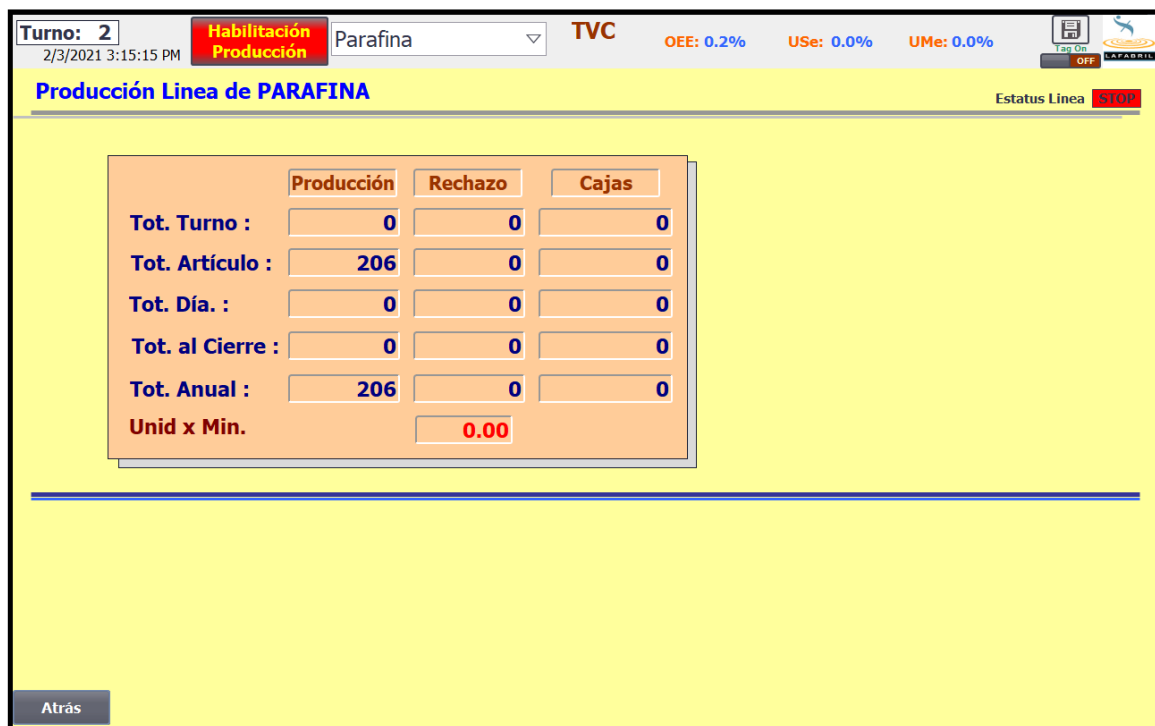 Turno: 2
2/3/2021 3:15:15 PM
Habilitación
Producción
Parafina
TVC
OEE: 0.2%
USe: 0.0%
UMe: 0.0%
Tag On
OFF
LAFABRIL
Producción Linea de PARAFINA
Estatus Linea STOP
Producción Rechazo Cajas
Tot. Turno : 0 0 0
Tot. Artículo : 206 0 0
Tot. Día. : 0 0 0
Tot. al Cierre : 0 0 0
Tot. Anual : 206 0 0
Unid x Min. 0.00
Atrás